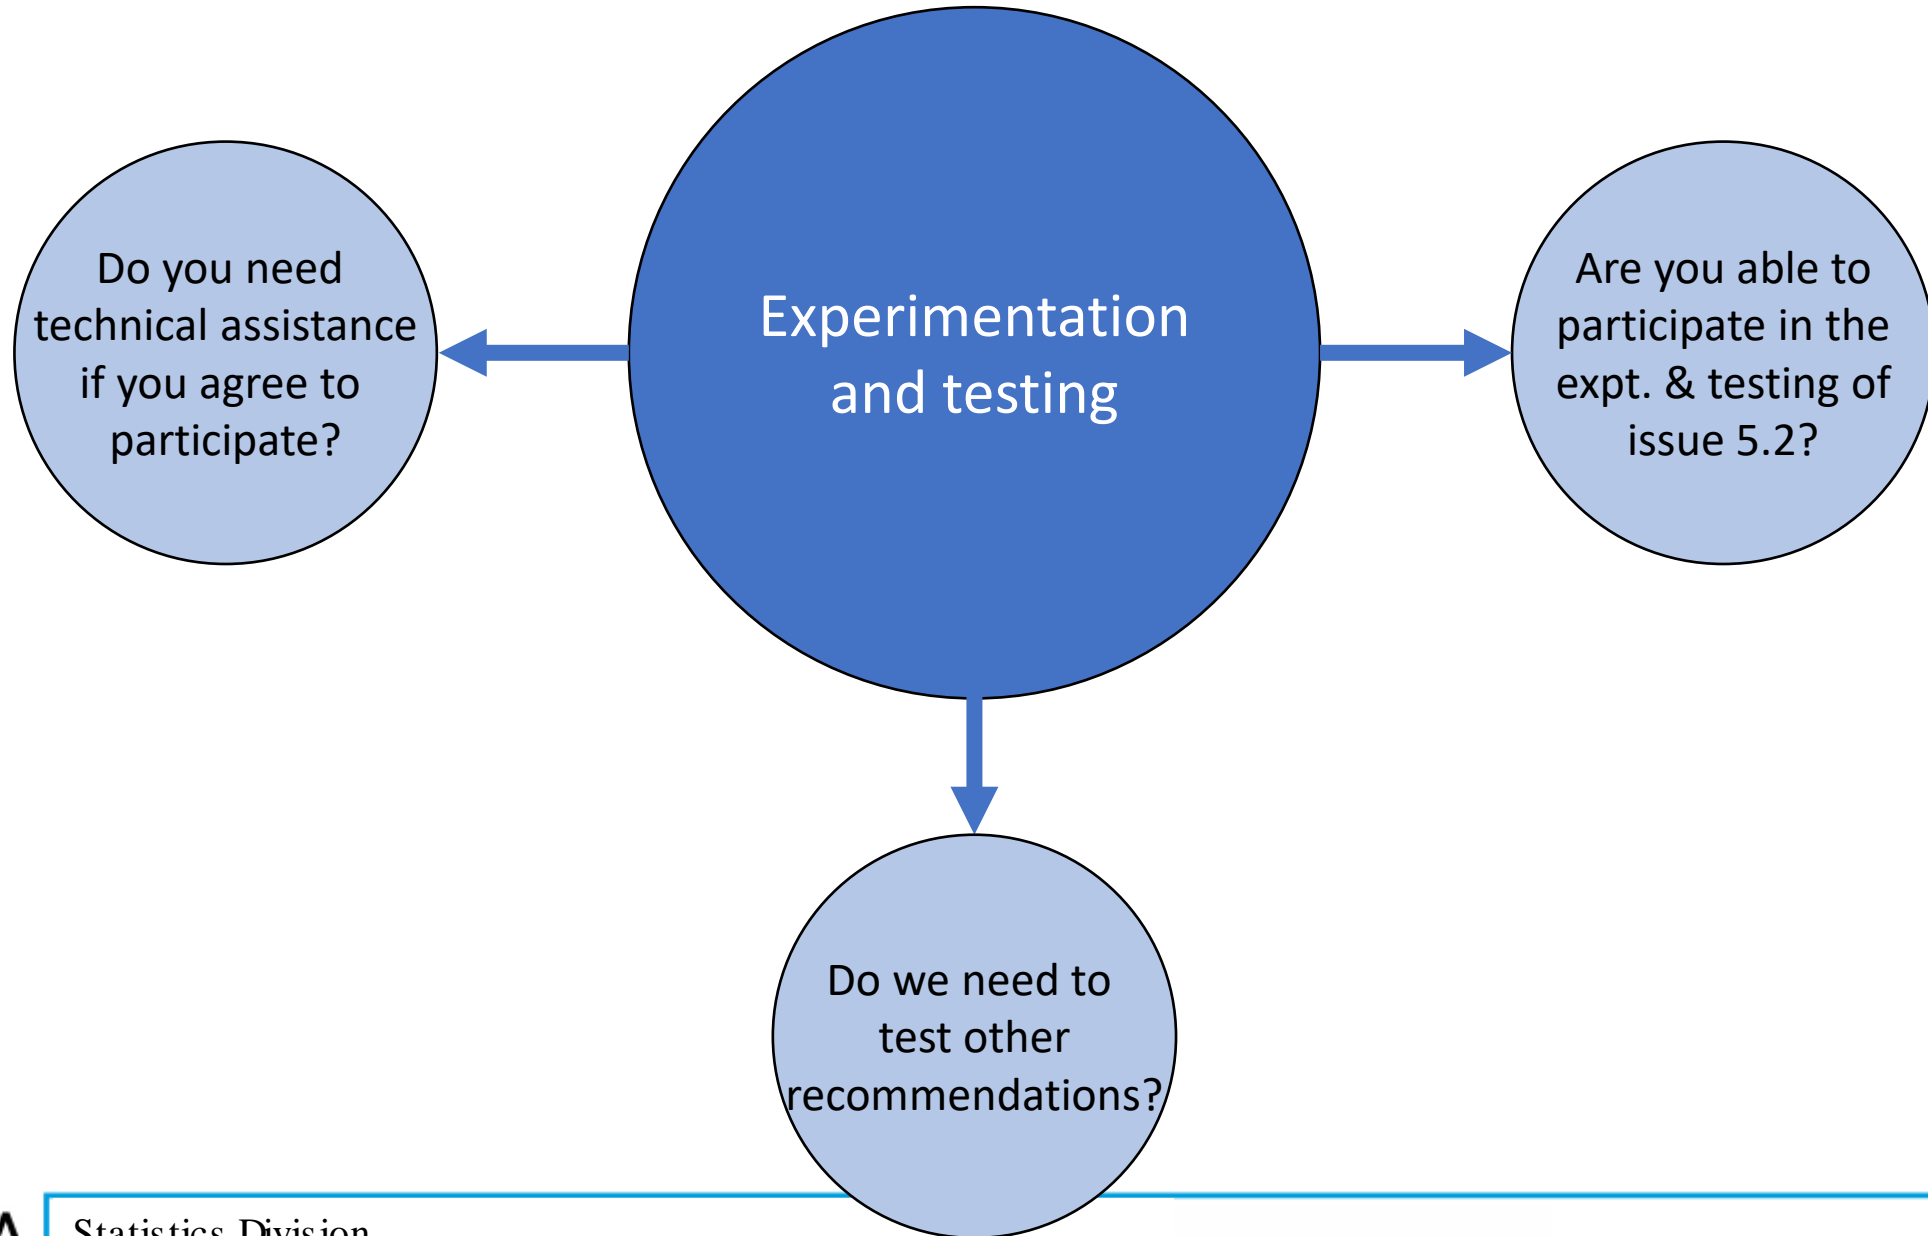 Experimentation
and testing
Do you need
technical assistance
if you agree to
participate?
Are you able to
participate in the
expt. & testing of
issue 5.2?
Do we need to
test other
recommendations?
A
Statistics Division